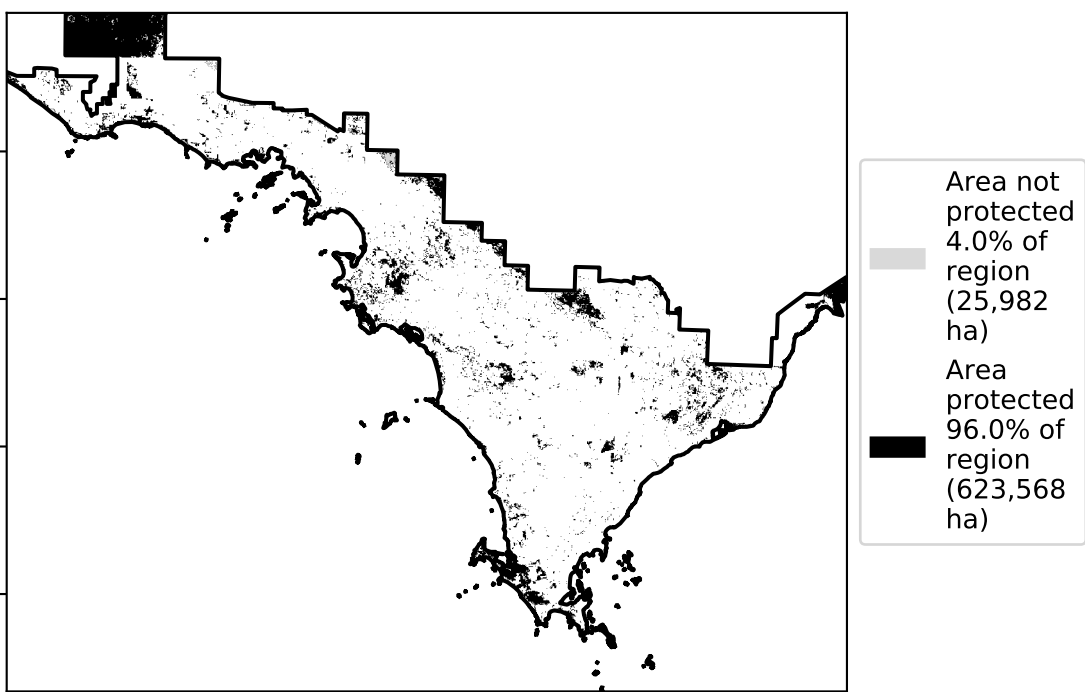 Area not
protected
4.0% of
region
(25,982
ha)
Area
protected
96.0% of
region
(623,568
ha)